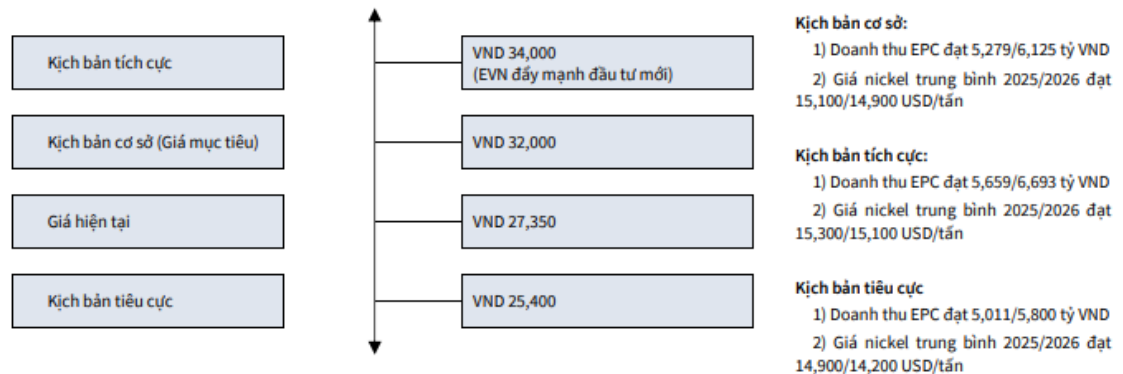 Kịch bản tích cực
VND 34,000
(EVN đẩy mạnh đầu tư mới)
Kịch bản cơ sở (Giá mục tiêu)
VND 32,000
Giá hiện tại
VND 27,350
Kịch bản tiêu cực
VND 25,400
Kịch bản cơ sở:
1) Doanh thu EPC đạt 5,279/6,125 tỷ VND
2) Giá nickel trung bình 2025/2026 đạt
15,100/14,900 USD/tấn
Kịch bản tích cực:
1) Doanh thu EPC đạt 5,659/6,693 tỷ VND
2) Giá nickel trung bình 2025/2026 đạt
15,300/15,100 USD/tấn
Kịch bản tiêu cực
1) Doanh thu EPC đạt 5,011/5,800 tỷ VND
2) Giá nickel trung bình 2025/2026 đạt
14,900/14,200 USD/tấn